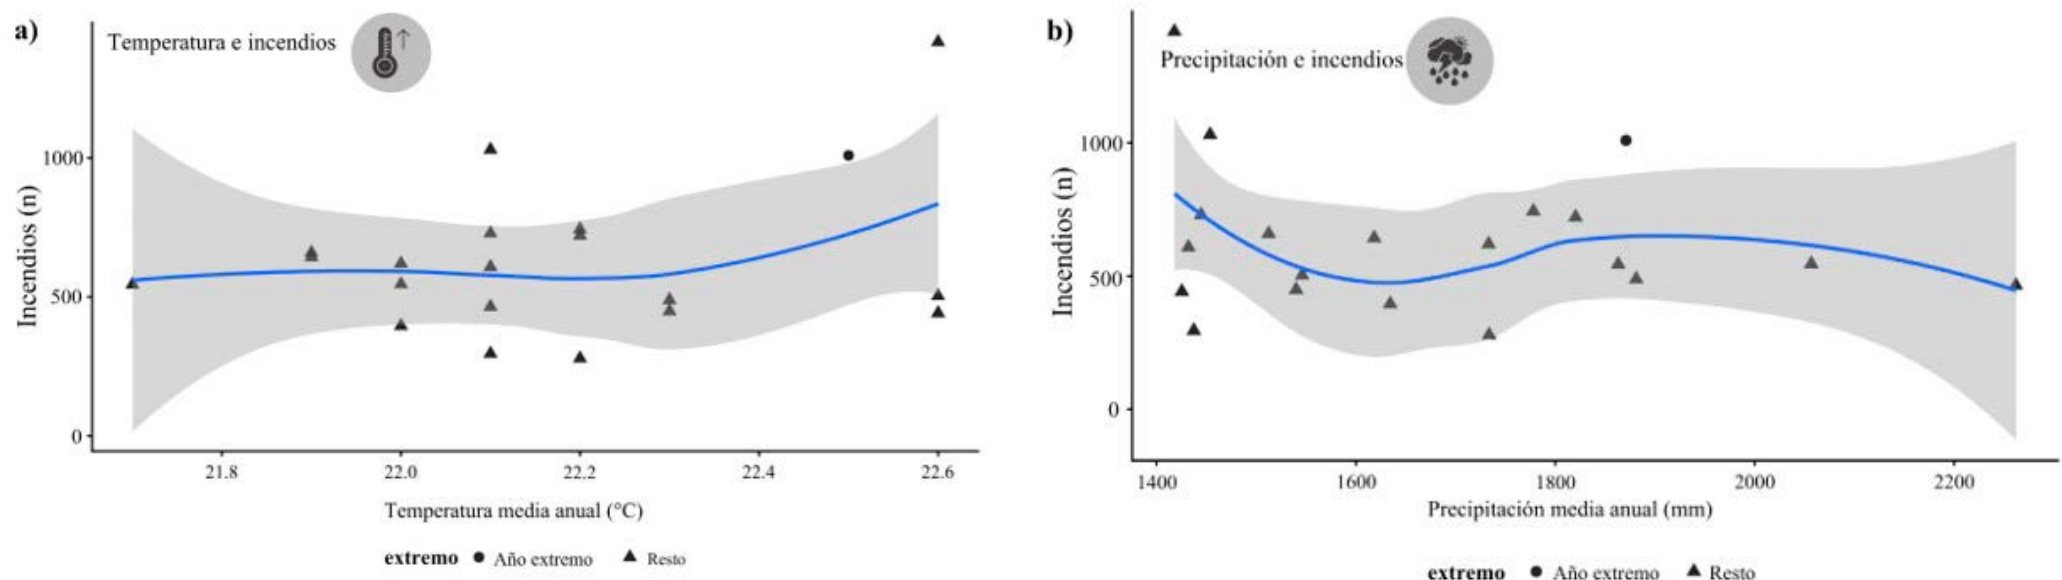 a)
Temperatura e incendios
1000
500
0
Incendios (n)
21.8 22.0 22.2 22.4 22.6
Temperatura media anual (°C)
extremo Año extremo Resto
b)
Precipitación e incendios
1000
500
0
Incendios (n)
1400 1600 1800 2000 2200
Precipitación media anual (mm)
extremo Año extremo Resto